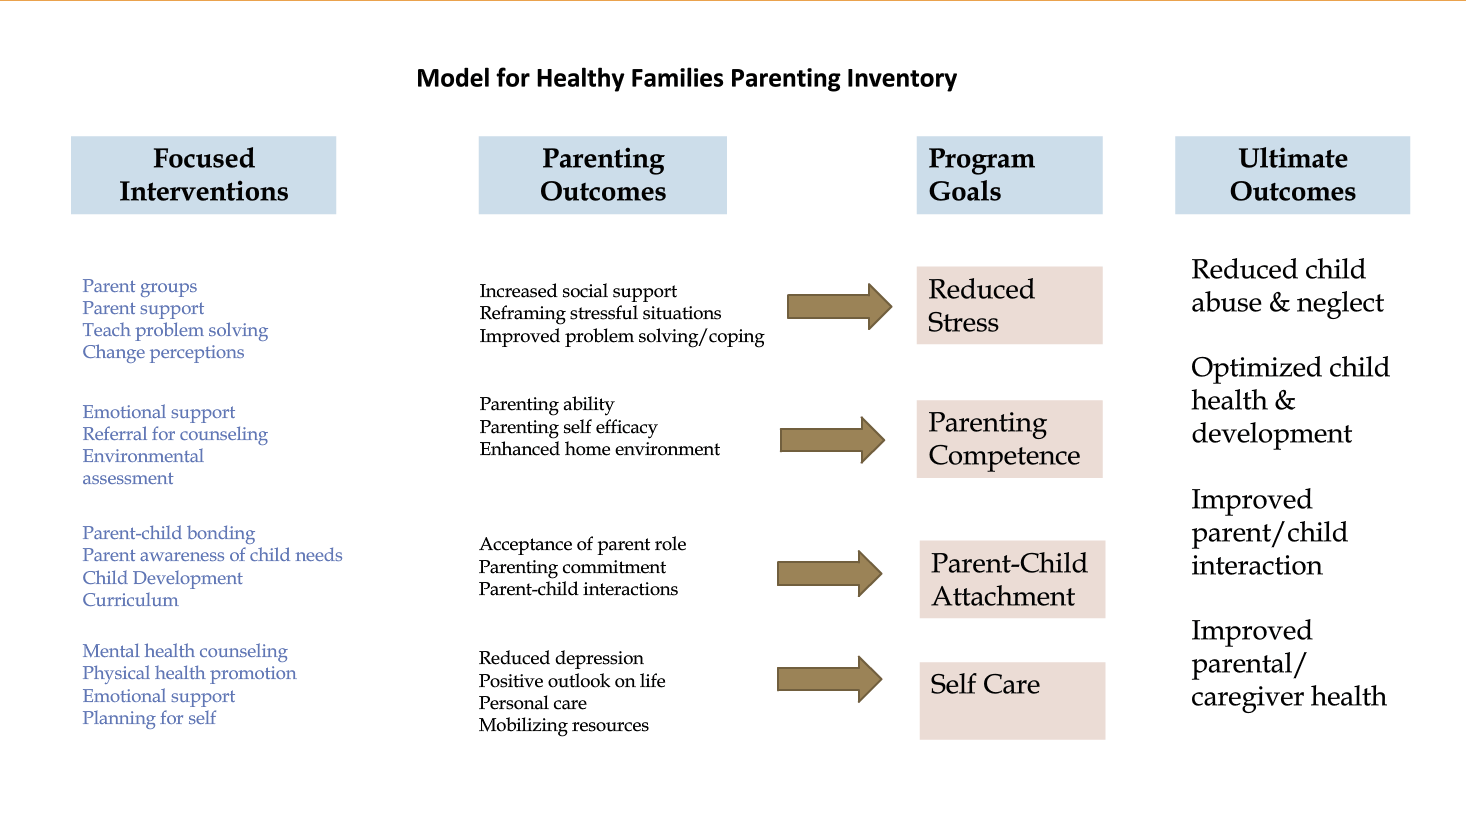 Model for Healthy Families Parenting Inventory
Focused
Interventions
Parenting
Outcomes
Program
Goals
Ultimate
Outcomes
Parent groups
Parent support
Teach problem solving
Change perceptions
Increased social support
Reframing stressful situations
Improved problem solving/coping
Reduced
Stress
Emotional support
Referral for counseling
Environmental
assessment
Parenting ability
Parenting self efficacy
Enhanced home environment
Parenting
Competence
Parent-child bonding
Parent awareness of child needs
Child Development
Curriculum
Acceptance of parent role
Parenting commitment
Parent-child interactions
Parent-Child
Attachment
Mental health counseling
Physical health promotion
Emotional support
Planning for self
Reduced depression
Positive outlook on life
Personal care
Mobilizing resources
Self Care
Reduced child
abuse & neglect
Optimized child
health &
development
Improved
parent/child
interaction
Improved
parental/
caregiver health